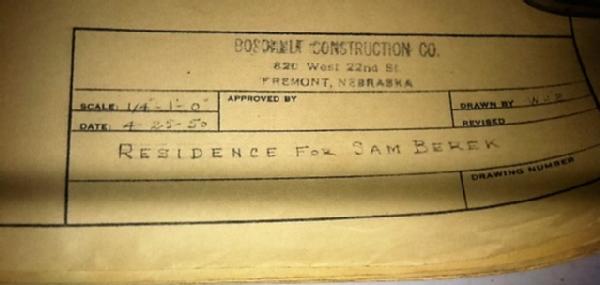 CONSTRUCTION CO.
820 West 22nd St.
FREMONT, NEBRASKA
SCALE: 1/4"-1'-0"
APPROVED BY
DRAWN BY
DATE: 4-25-50
REVISED
RESIDENCE FOR SAM BEREK
DRAWING NUMBER